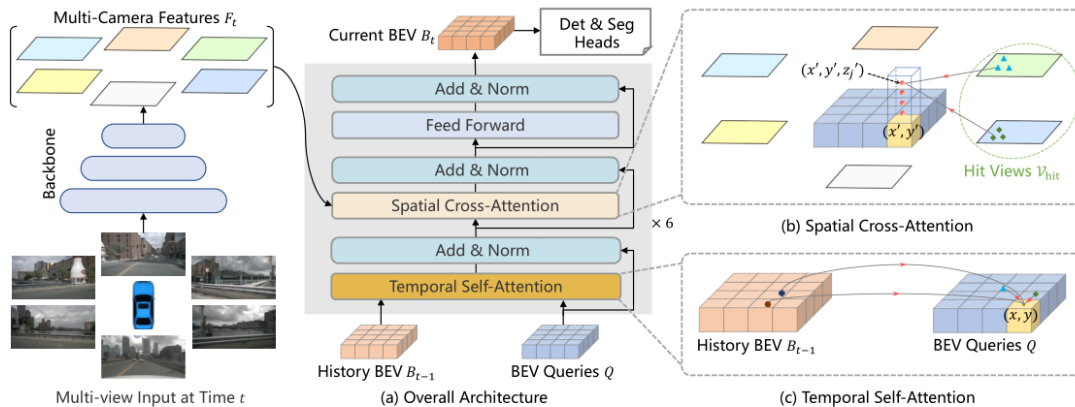 Multi-Camera Features F_t
Backbone
Multi-view Input at Time t
Current BEV B_t
Det & Seg
Heads
Add & Norm
Feed Forward
Add & Norm
Spatial Cross-Attention
× 6
Add & Norm
Temporal Self-Attention
History BEV B_{t−1}
BEV Queries Q
(a) Overall Architecture
(x′, y′, z_j′)
(x′, y′)
Hit Views 𝒱_hit
(b) Spatial Cross-Attention
(x, y)
History BEV B_{t−1}
BEV Queries Q
(c) Temporal Self-Attention